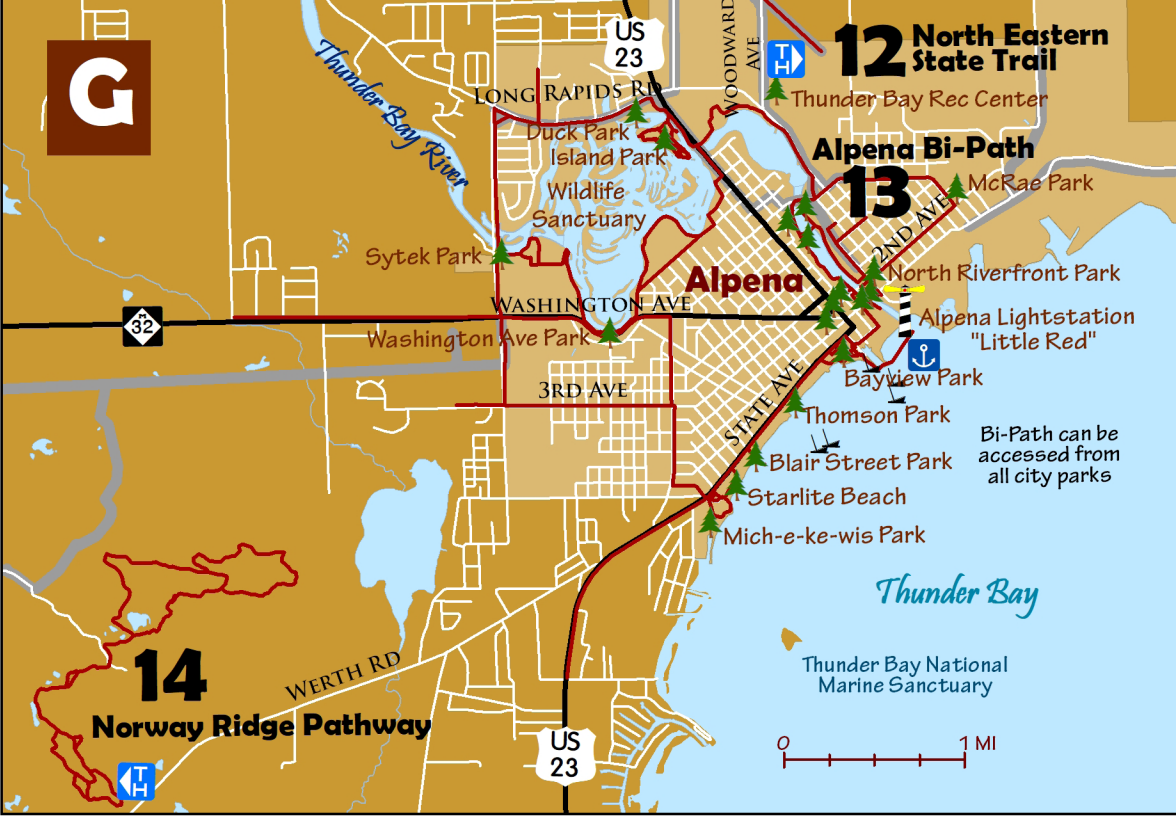 G
US
23
WOODWARD
AVE
TH
12 North Eastern
State Trail
Thunder Bay Rec Center
Thunder Bay River
LONG RAPIDS RD
Duck Park
Island Park
Wildlife
Sanctuary
Alpena Bi-Path
13
McRae Park
2ND AVE
Sytek Park
North Riverfront Park
Alpena
WASHINGTON AVE
M
32
Washington Ave Park
Alpena Lightstation
"Little Red"
3RD AVE
STATE AVE
Bayview Park
Thomson Park
Bi-Path can be
accessed from
all city parks
Blair Street Park
Starlite Beach
Mich-e-ke-wis Park
Thunder Bay
Thunder Bay National
Marine Sanctuary
14
Norway Ridge Pathway
WERTH RD
TH
US
23
0 1 MI